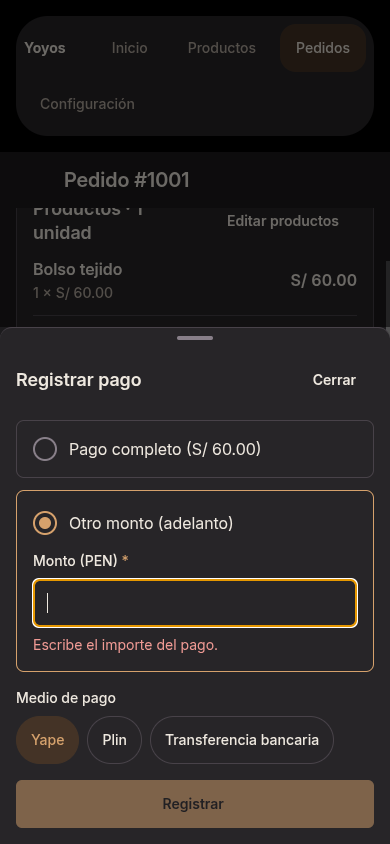 Yoyos
Inicio
Productos
Pedidos
Configuración
Pedido #1001
Productos · 1
unidad
Editar productos
Bolso tejido
S/ 60.00
1 × S/ 60.00
Registrar pago
Cerrar
Pago completo (S/ 60.00)
Otro monto (adelanto)
Monto (PEN) *
Escribe el importe del pago.
Medio de pago
Yape
Plin
Transferencia bancaria
Registrar